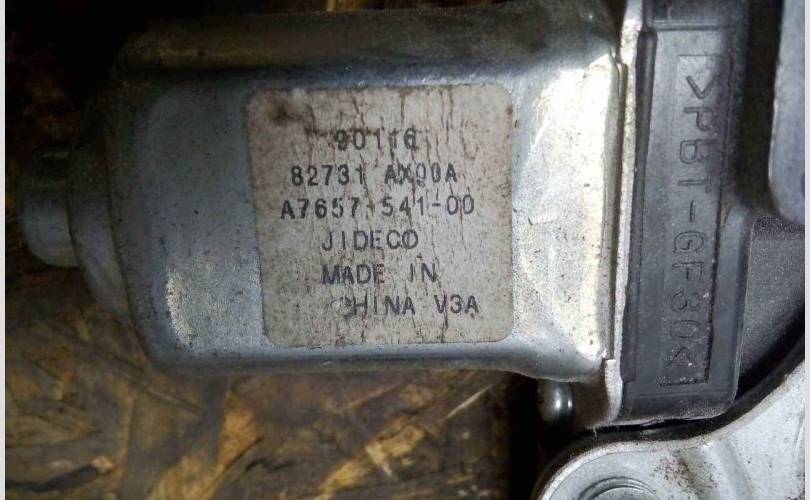 90116
82731 AX00A
A7657-541-00
JIDECO
MADE IN
CHINA V3A
>PBT-GF30<